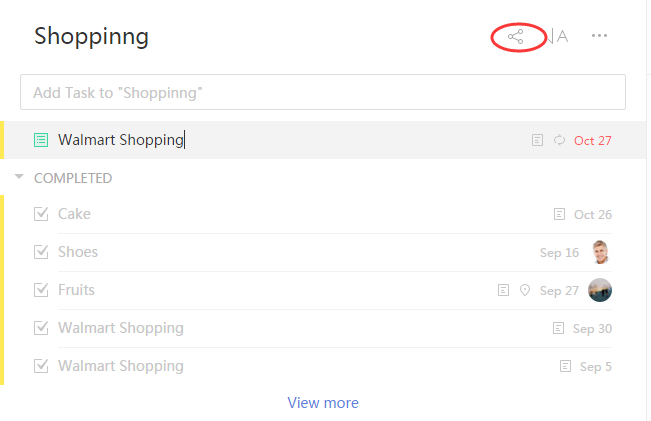 Shoppinng
A
Add Task to "Shoppinng"
Walmart Shopping Oct 27
COMPLETED
Cake Oct 26
Shoes Sep 16
Fruits Sep 27
Walmart Shopping Sep 30
Walmart Shopping Sep 5
View more